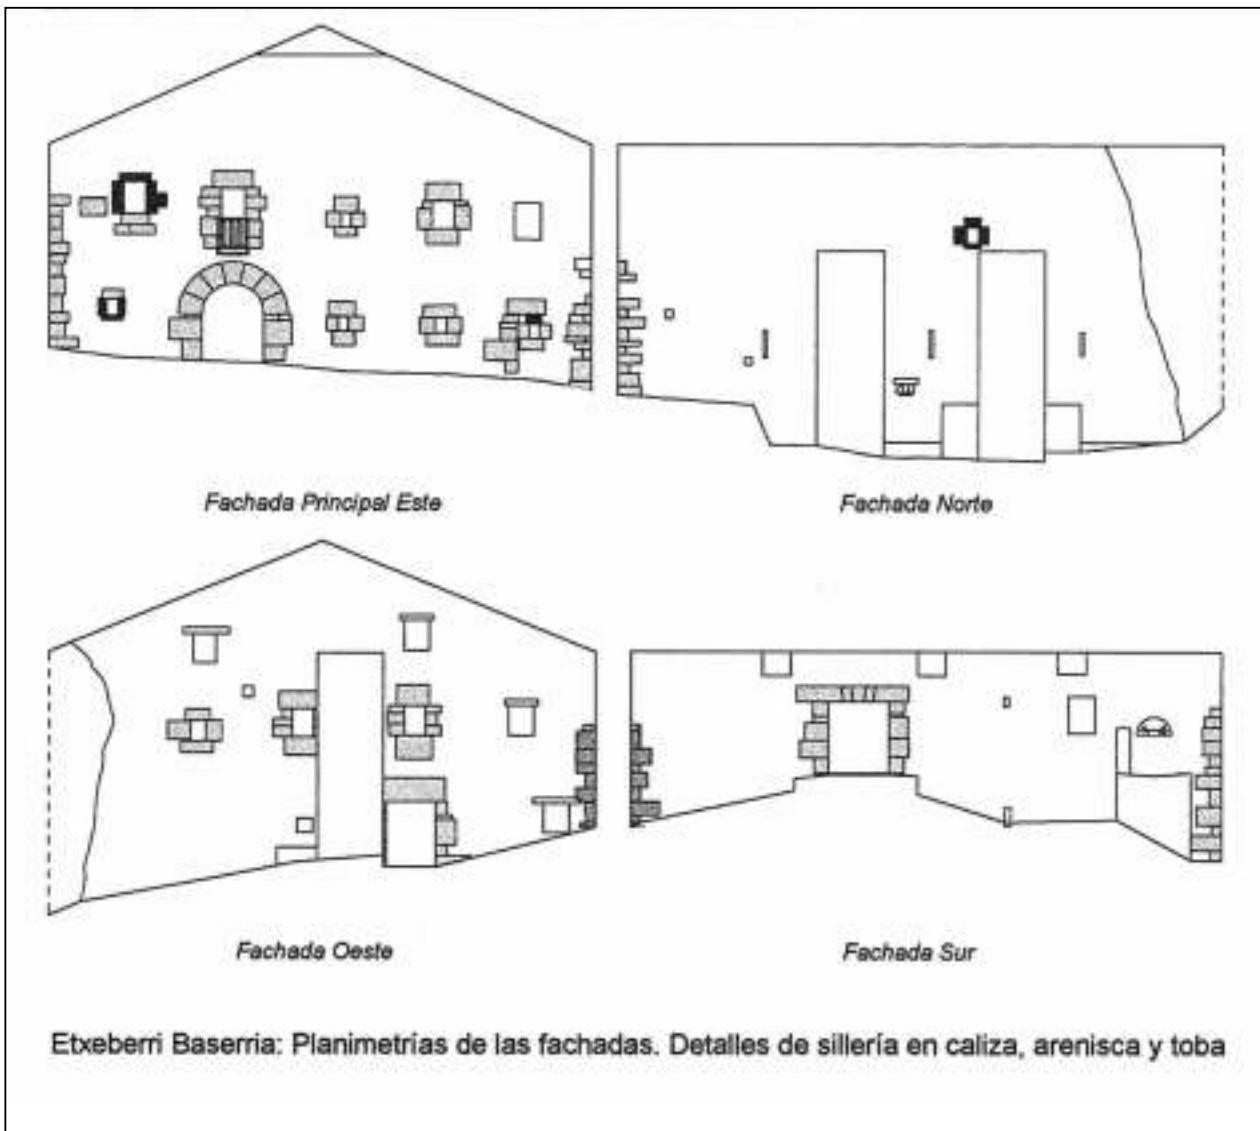 Fachada Principal Este
Fachada Norte
Fachada Oeste
Fachada Sur
Etxeberri Baserria: Planimetrías de las fachadas. Detalles de sillería en caliza, arenisca y toba